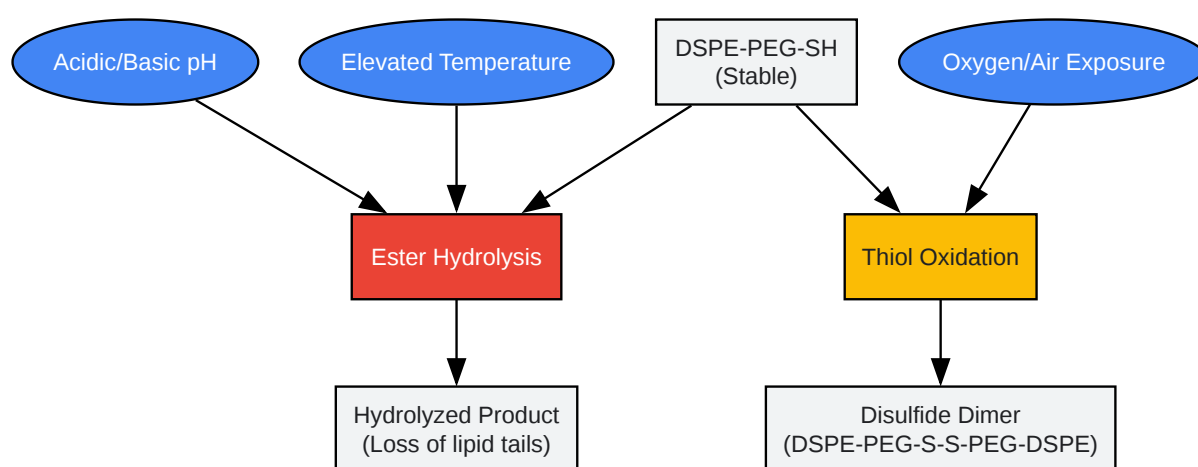 Acidic/Basic pH
Elevated Temperature
DSPE-PEG-SH
(Stable)
Oxygen/Air Exposure
Ester Hydrolysis
Thiol Oxidation
Hydrolyzed Product
(Loss of lipid tails)
Disulfide Dimer
(DSPE-PEG-S-S-PEG-DSPE)